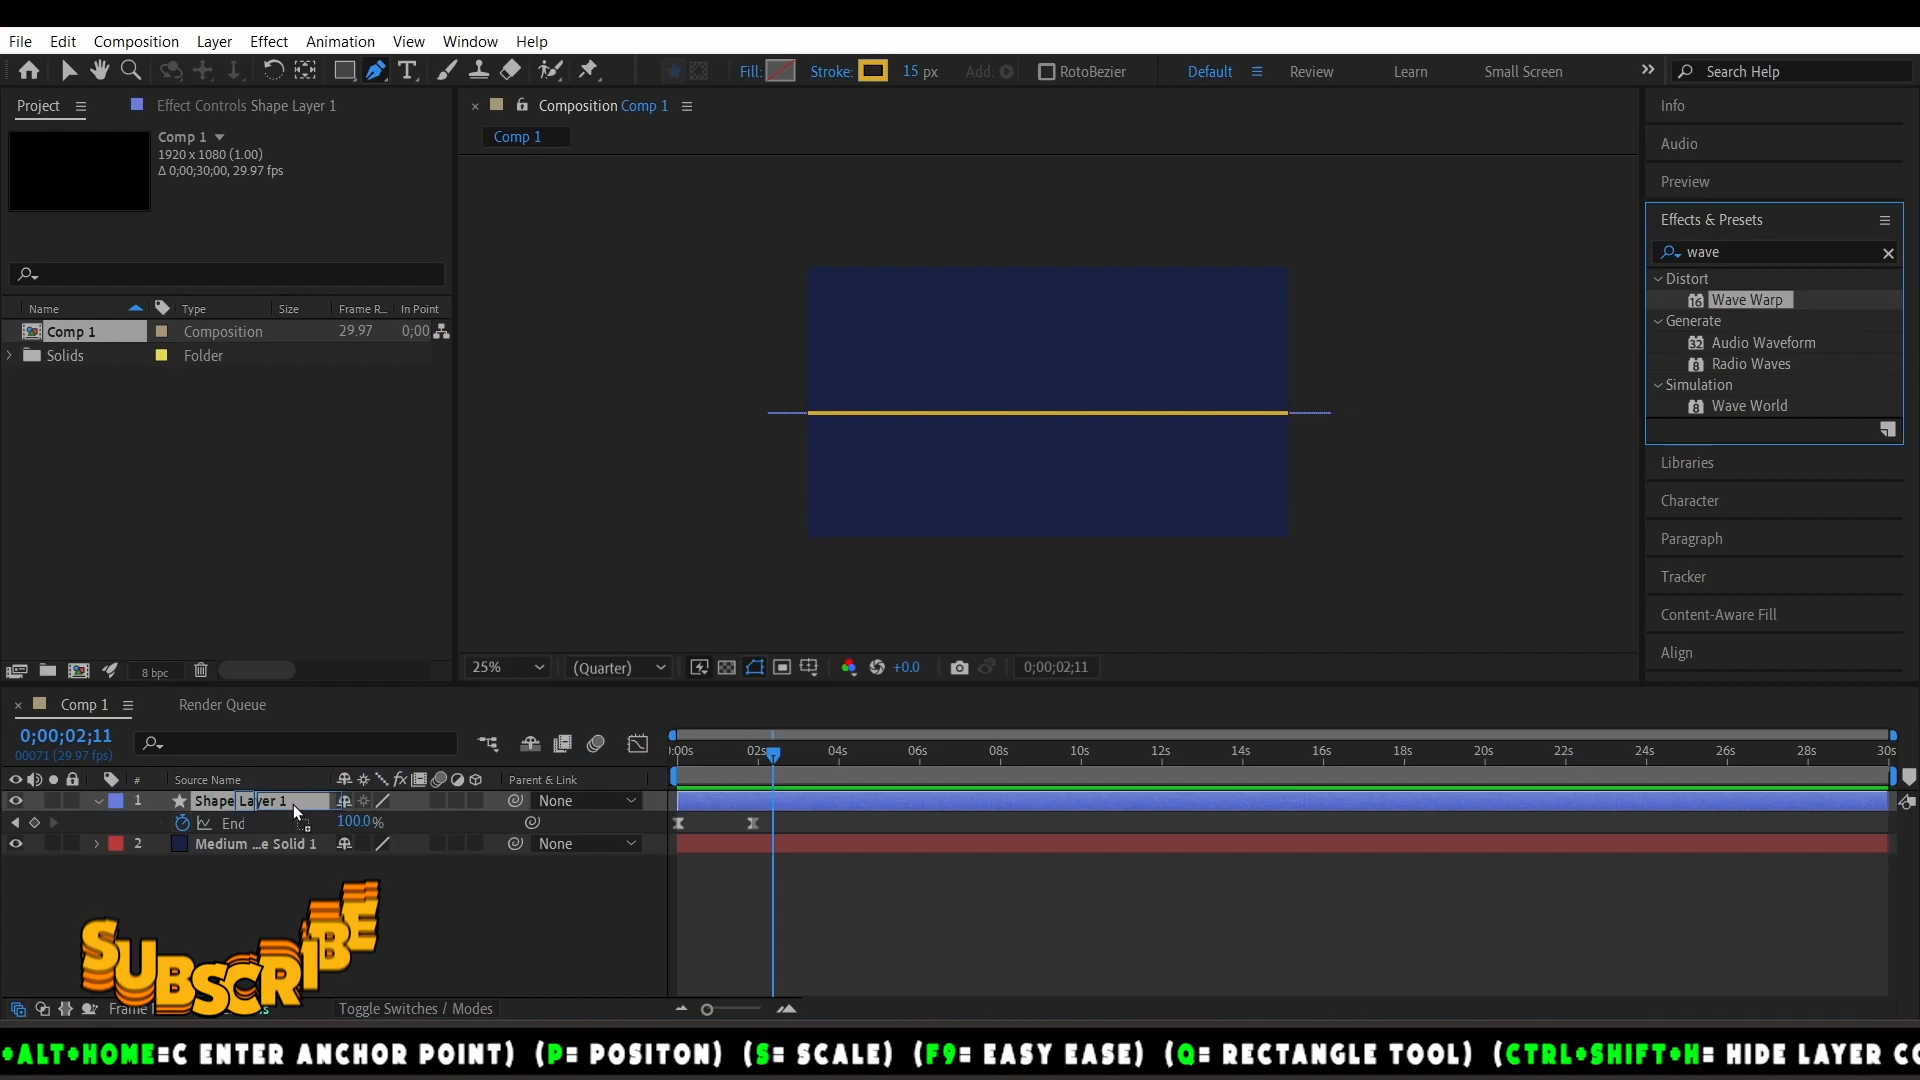 File Edit Composition Layer Effect Animation View Window Help
Fill: Stroke: 15 px Add: RotoBezier Default Review Learn Small Screen Search Help
Project Effect Controls Shape Layer 1
Comp 1
1920 x 1080 (1.00)
Δ 0;00;30;00, 29.97 fps
Name Type Size Frame R... In Point
Comp 1 Composition 29.97 0;00
Solids Folder
8 bpc
Composition Comp 1
Comp 1
25% (Quarter) +0.0 0;00;02;11
Info
Audio
Preview
Effects & Presets
wave
Distort
16 Wave Warp
Generate
32 Audio Waveform
8 Radio Waves
Simulation
8 Wave World
Libraries
Character
Paragraph
Tracker
Content-Aware Fill
Align
Comp 1 Render Queue
0;00;02;11
00071 (29.97 fps)
):00s 02s 04s 06s 08s 10s 12s 14s 16s 18s 20s 22s 24s 26s 28s 30s
# Source Name fx Parent & Link
1 Shape Layer 1 None
End 100.0%
2 Medium ...e Solid 1 None
SUBSCRIBE
Frame Toggle Switches / Modes
+ALT+HOME=C ENTER ANCHOR POINT) (P= POSITON) (S= SCALE) (F9= EASY EASE) (Q= RECTANGLE TOOL) (CTRL+SHIFT+H= HIDE LAYER CO